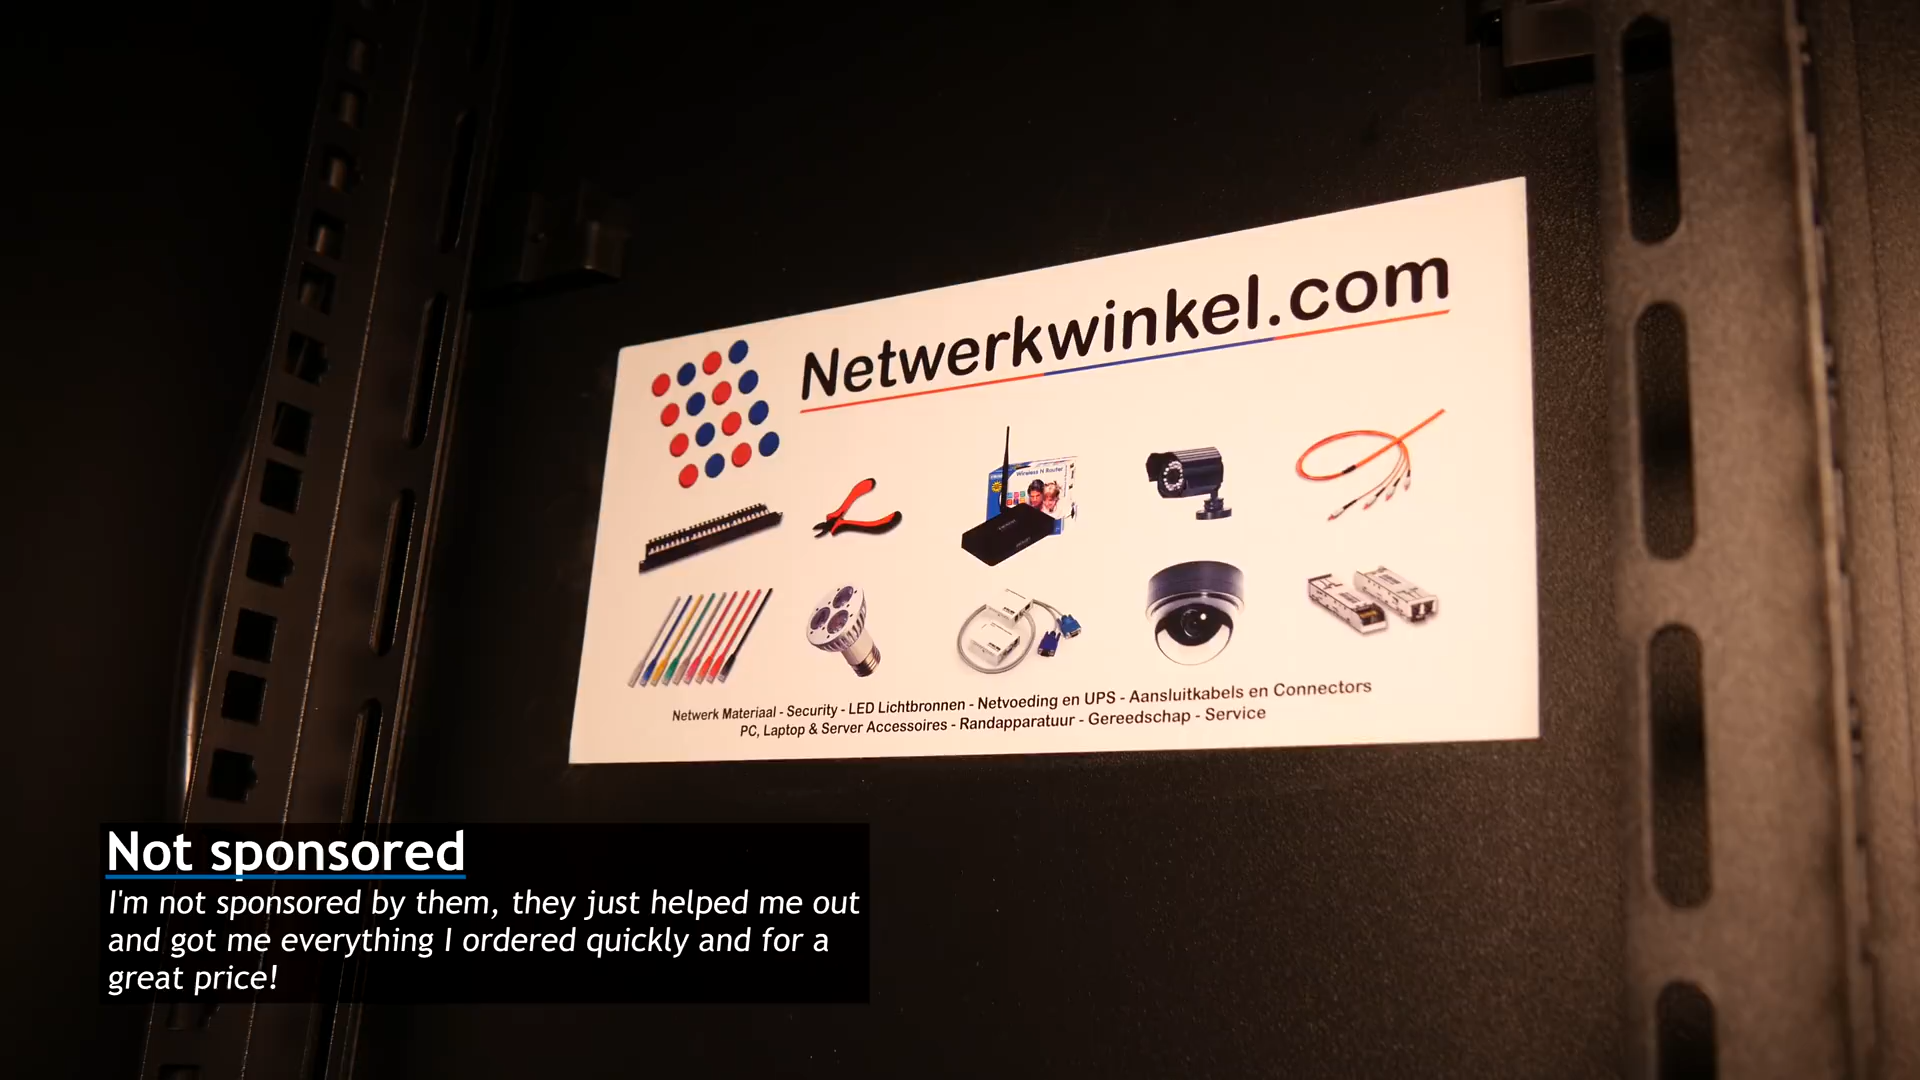 Netwerkwinkel.com
Wireless N Router
Netwerk Materiaal - Security - LED Lichtbronnen - Netvoeding en UPS - Aansluitkabels en Connectors
PC, Laptop & Server Accessoires - Randapparatuur - Gereedschap - Service
Not sponsored
I'm not sponsored by them, they just helped me out
and got me everything I ordered quickly and for a
great price!